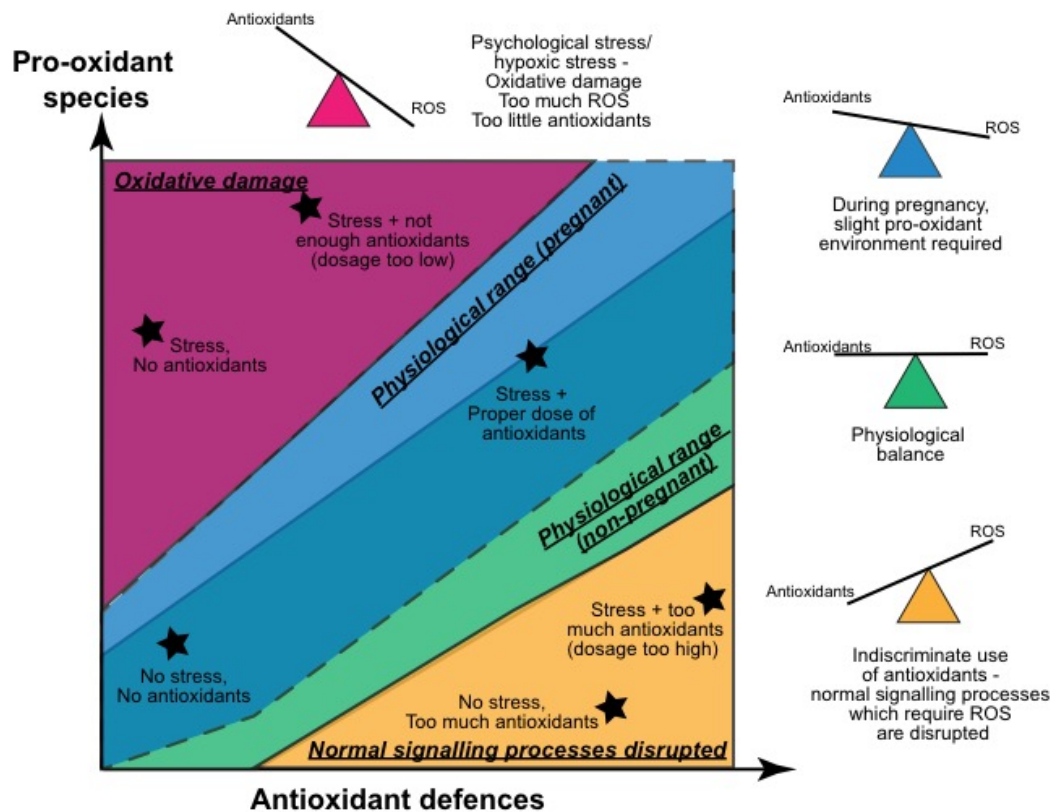 Antioxidants
ROS
Psychological stress/
hypoxic stress -
Oxidative damage
Too much ROS
Too little antioxidants
Pro-oxidant
species
Antioxidants
ROS
During pregnancy,
slight pro-oxidant
environment required
Oxidative damage
Stress + not
enough antioxidants
(dosage too low)
Physiological range (pregnant)
Stress,
No antioxidants
Stress +
Proper dose of
antioxidants
Antioxidants
ROS
Physiological
balance
Physiological range
(non-pregnant)
No stress,
No antioxidants
Stress + too
much antioxidants
(dosage too high)
No stress,
Too much antioxidants
Normal signalling processes disrupted
ROS
Antioxidants
Indiscriminate use
of antioxidants -
normal signalling processes
which require ROS
are disrupted
Antioxidant defences